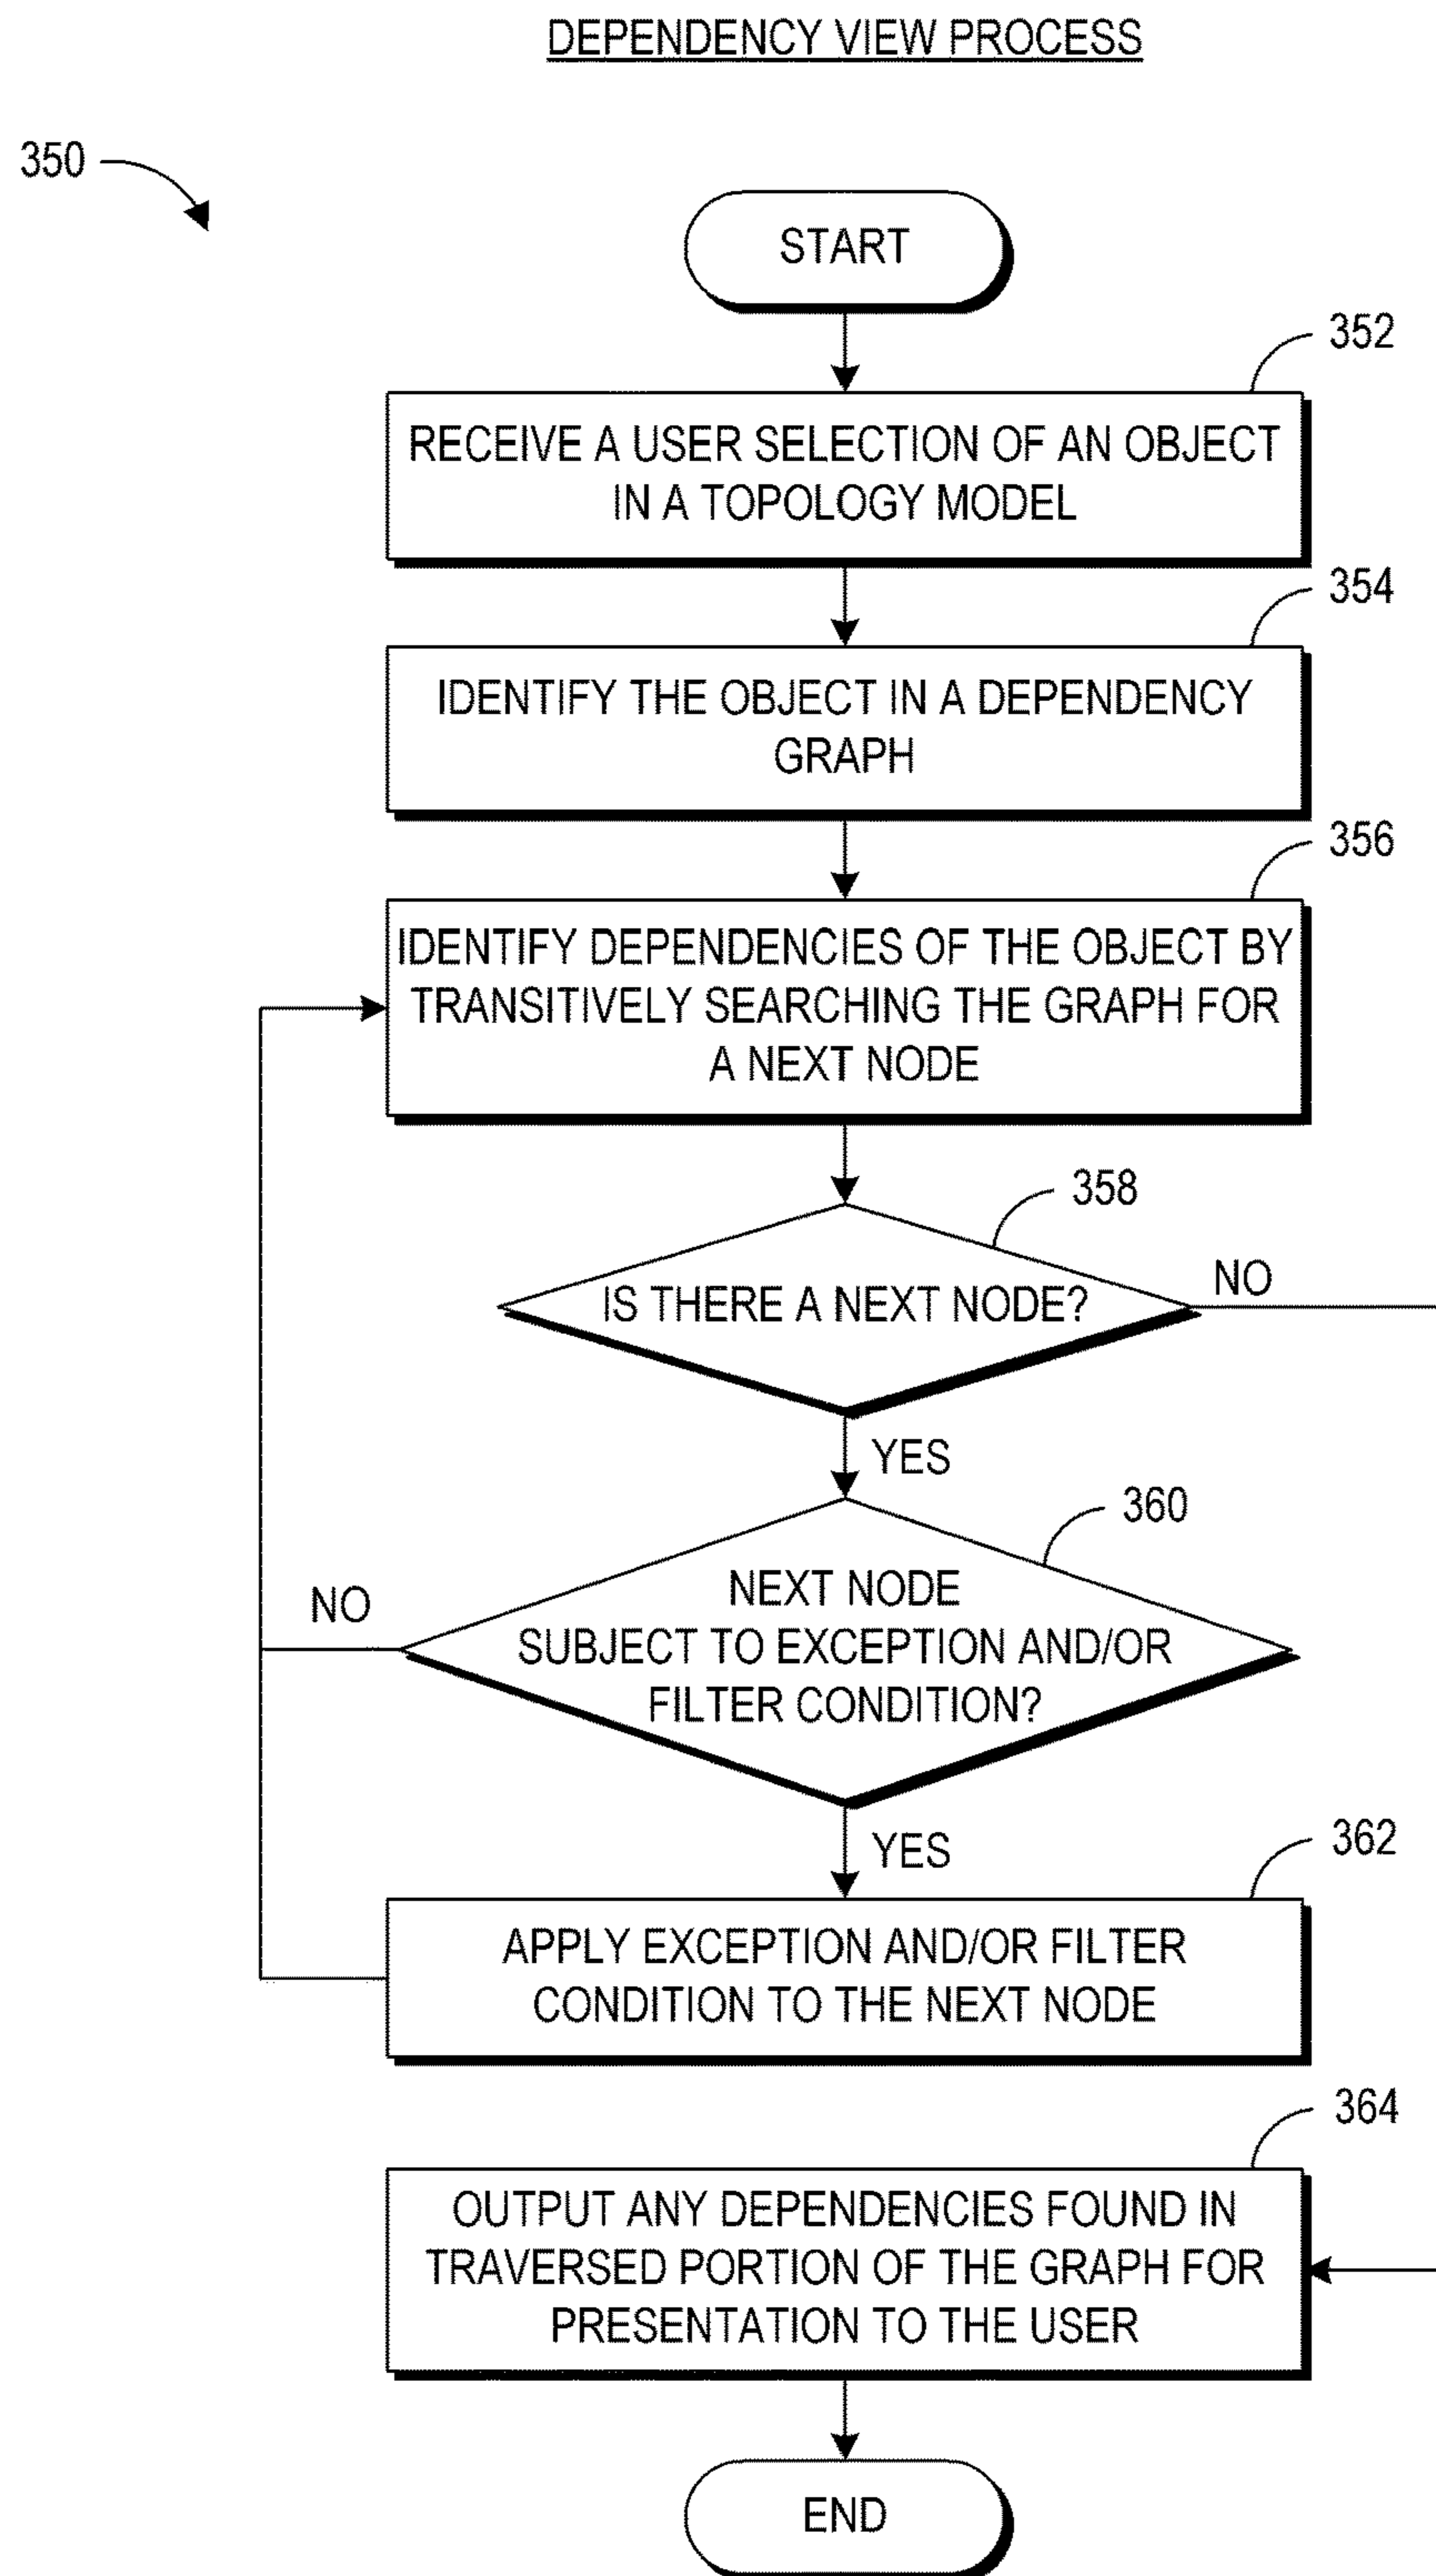 DEPENDENCY VIEW PROCESS
350
START
352
RECEIVE A USER SELECTION OF AN OBJECT
IN A TOPOLOGY MODEL
354
IDENTIFY THE OBJECT IN A DEPENDENCY
GRAPH
356
IDENTIFY DEPENDENCIES OF THE OBJECT BY
TRANSITIVELY SEARCHING THE GRAPH FOR
A NEXT NODE
358
IS THERE A NEXT NODE?
NO
YES
360
NEXT NODE
SUBJECT TO EXCEPTION AND/OR
FILTER CONDITION?
NO
YES
362
APPLY EXCEPTION AND/OR FILTER
CONDITION TO THE NEXT NODE
364
OUTPUT ANY DEPENDENCIES FOUND IN
TRAVERSED PORTION OF THE GRAPH FOR
PRESENTATION TO THE USER
END